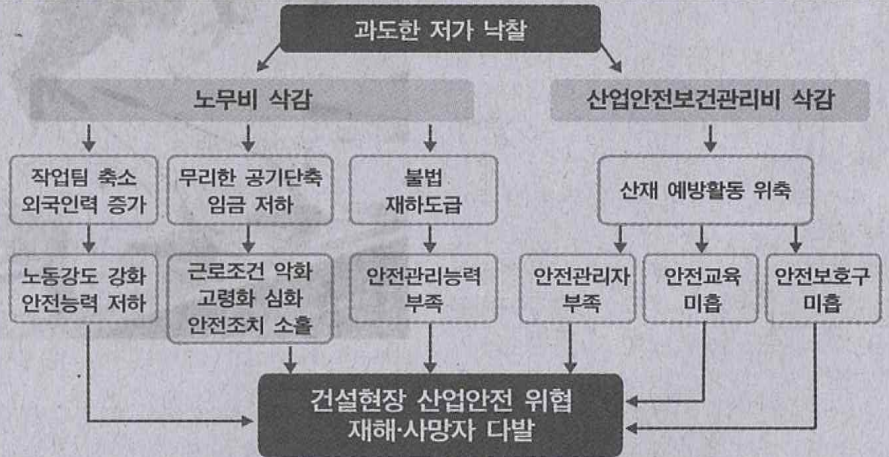 과도한 저가 낙찰
노무비 삭감
산업안전보건관리비 삭감
작업팀 축소
외국인력 증가
무리한 공기단축
임금 저하
불법
재하도급
산재 예방활동 위축
노동강도 강화
안전능력 저하
근로조건 악화
고령화 심화
안전조치 소홀
안전관리능력
부족
안전관리자
부족
안전교육
미흡
안전보호구
미흡
건설현장 산업안전 위협
재해·사망자 다발